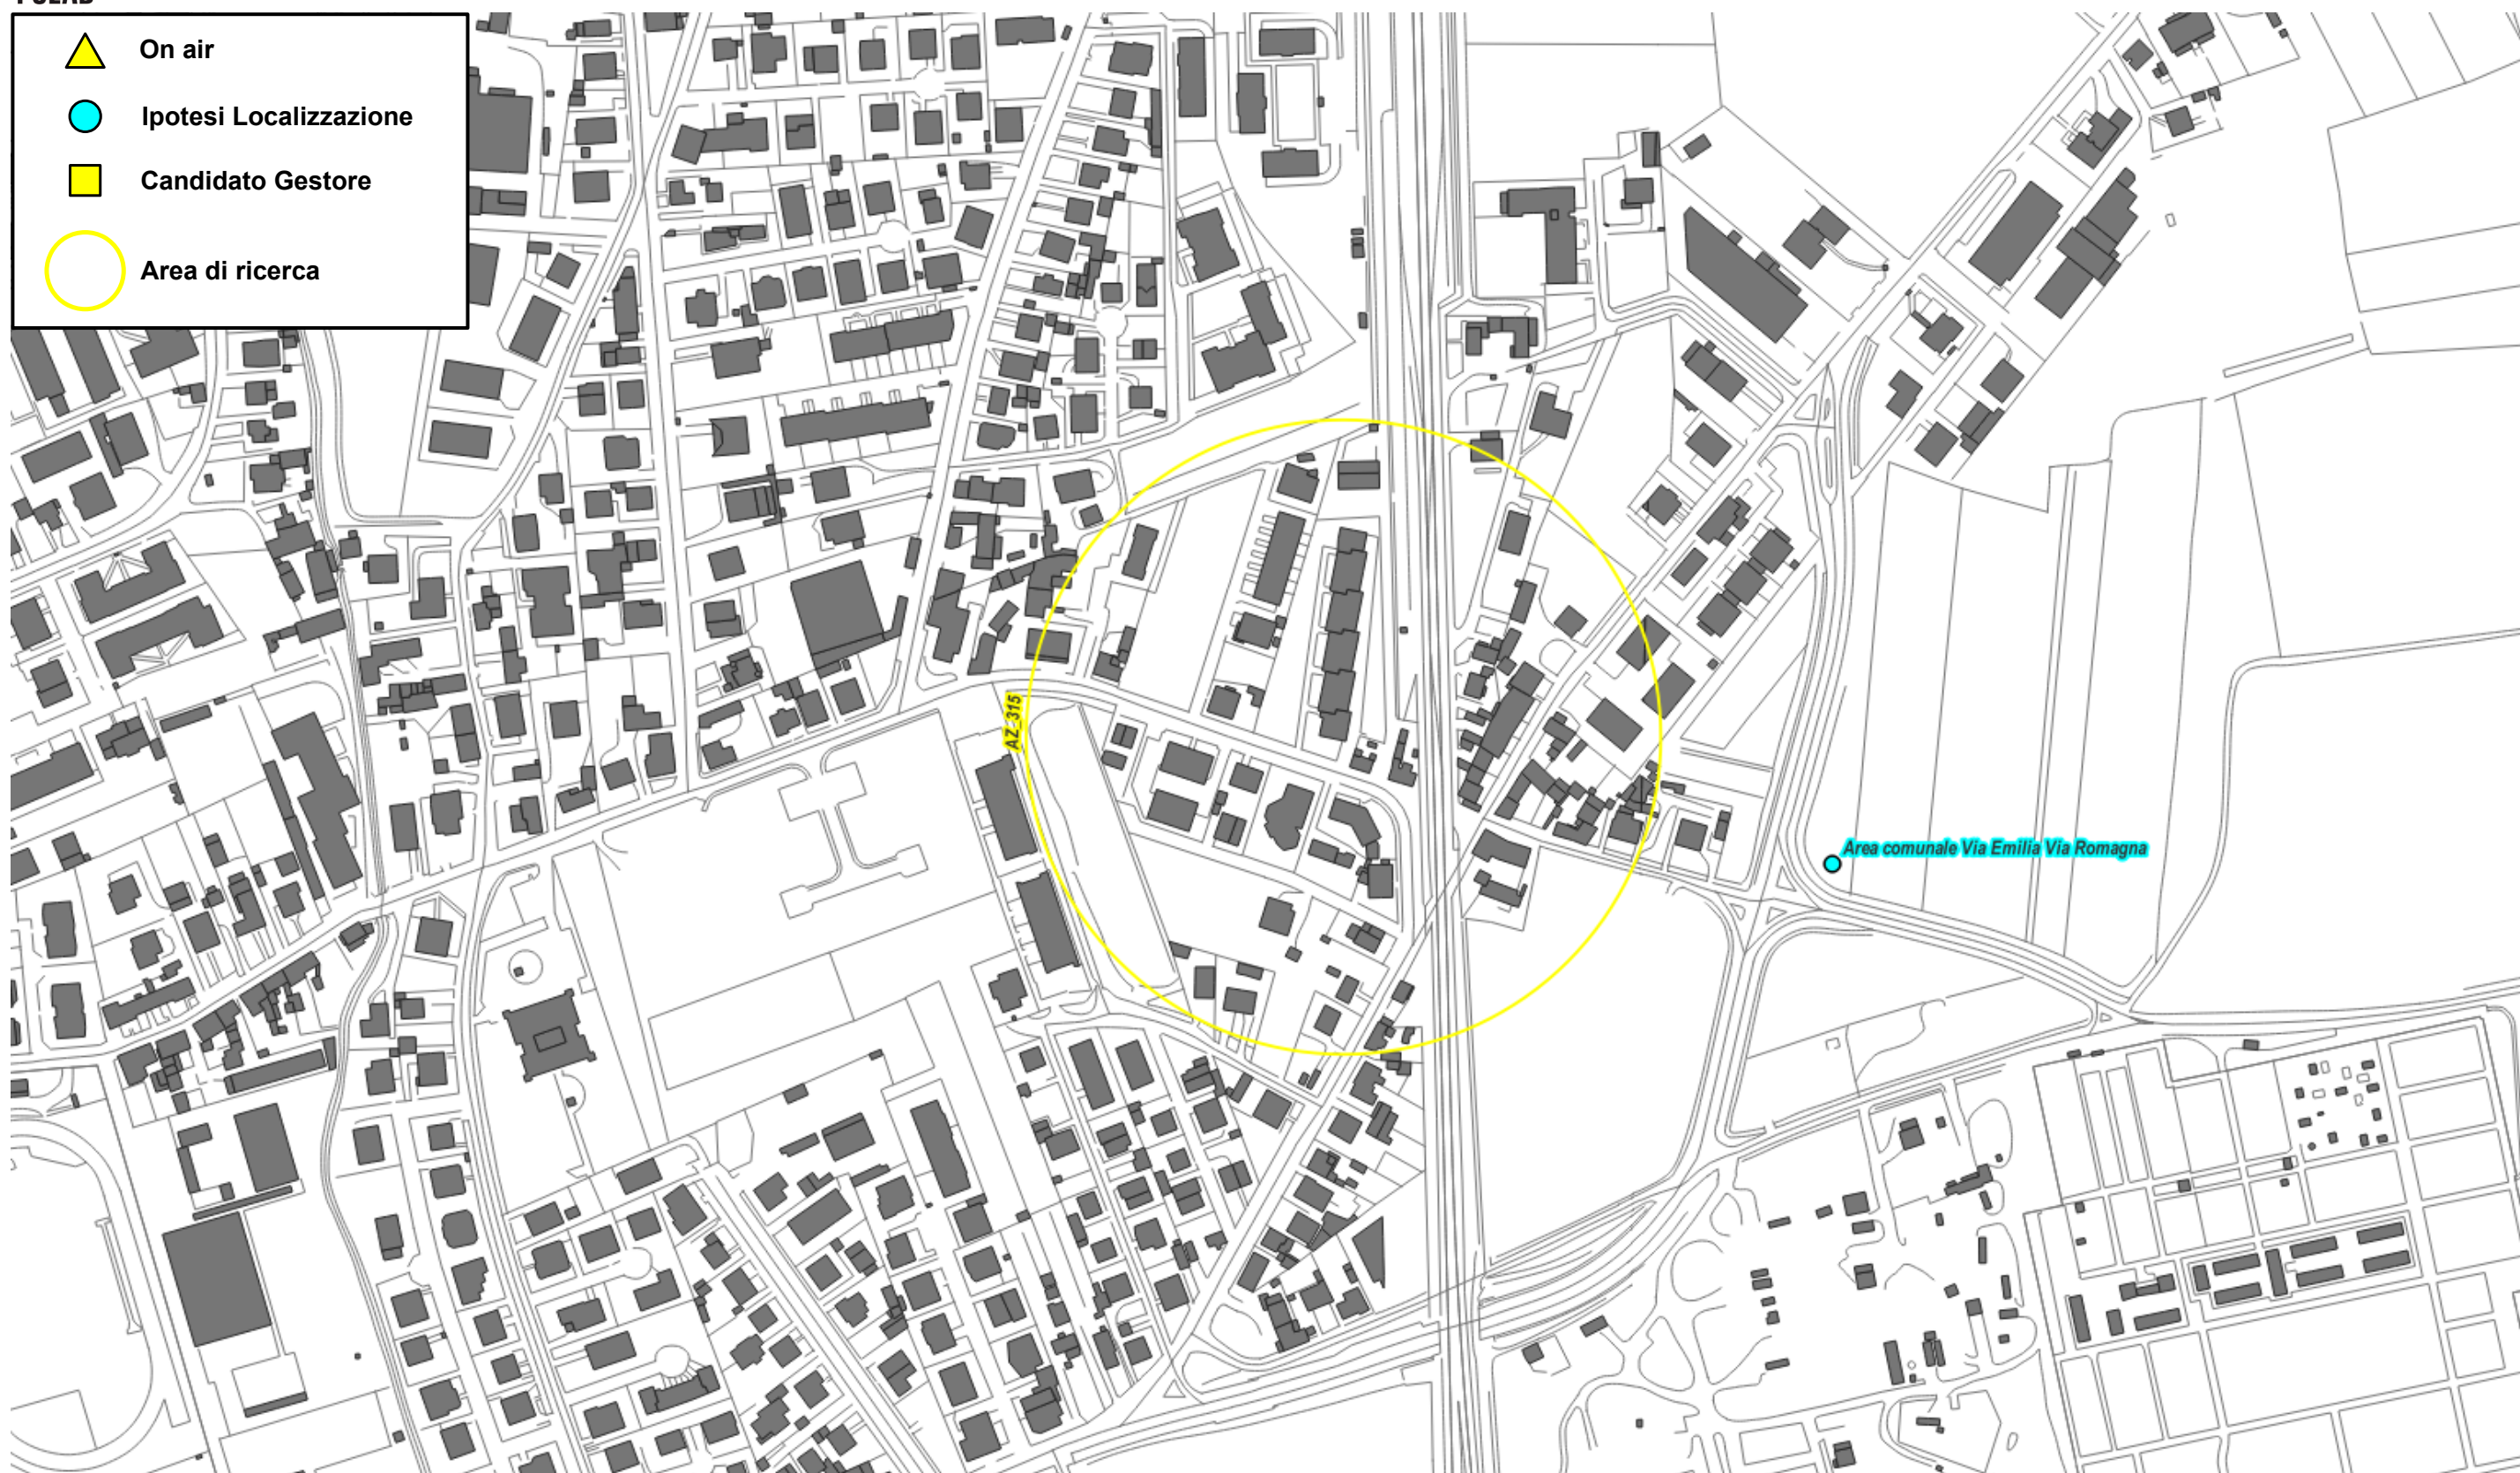 On air
Ipotesi Localizzazione
Candidato Gestore
Area di ricerca
AZ_315
Area comunale Via Emilia Via Romagna